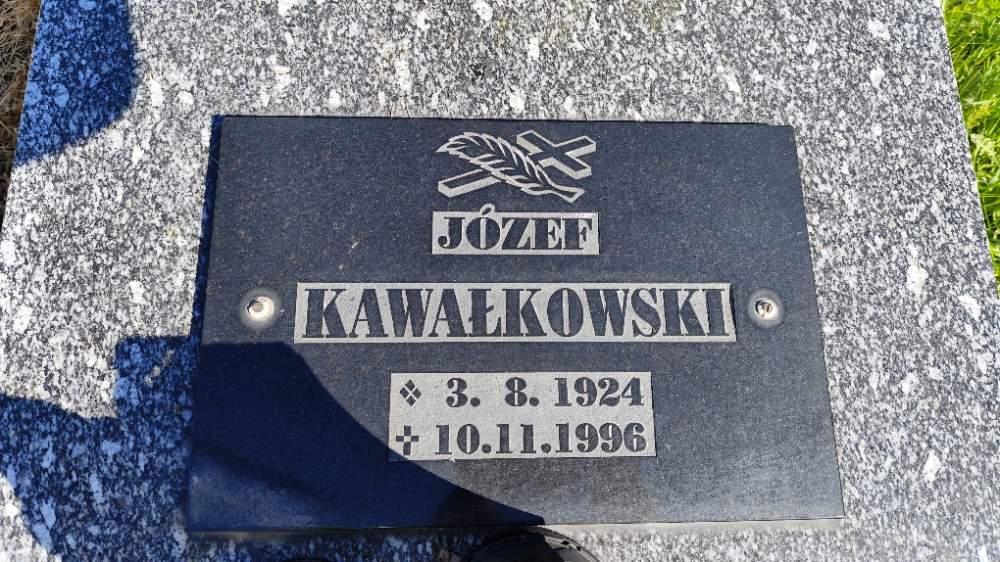 JÓZEF
KAWAŁKOWSKI
3. 8. 1924
10.11.1996